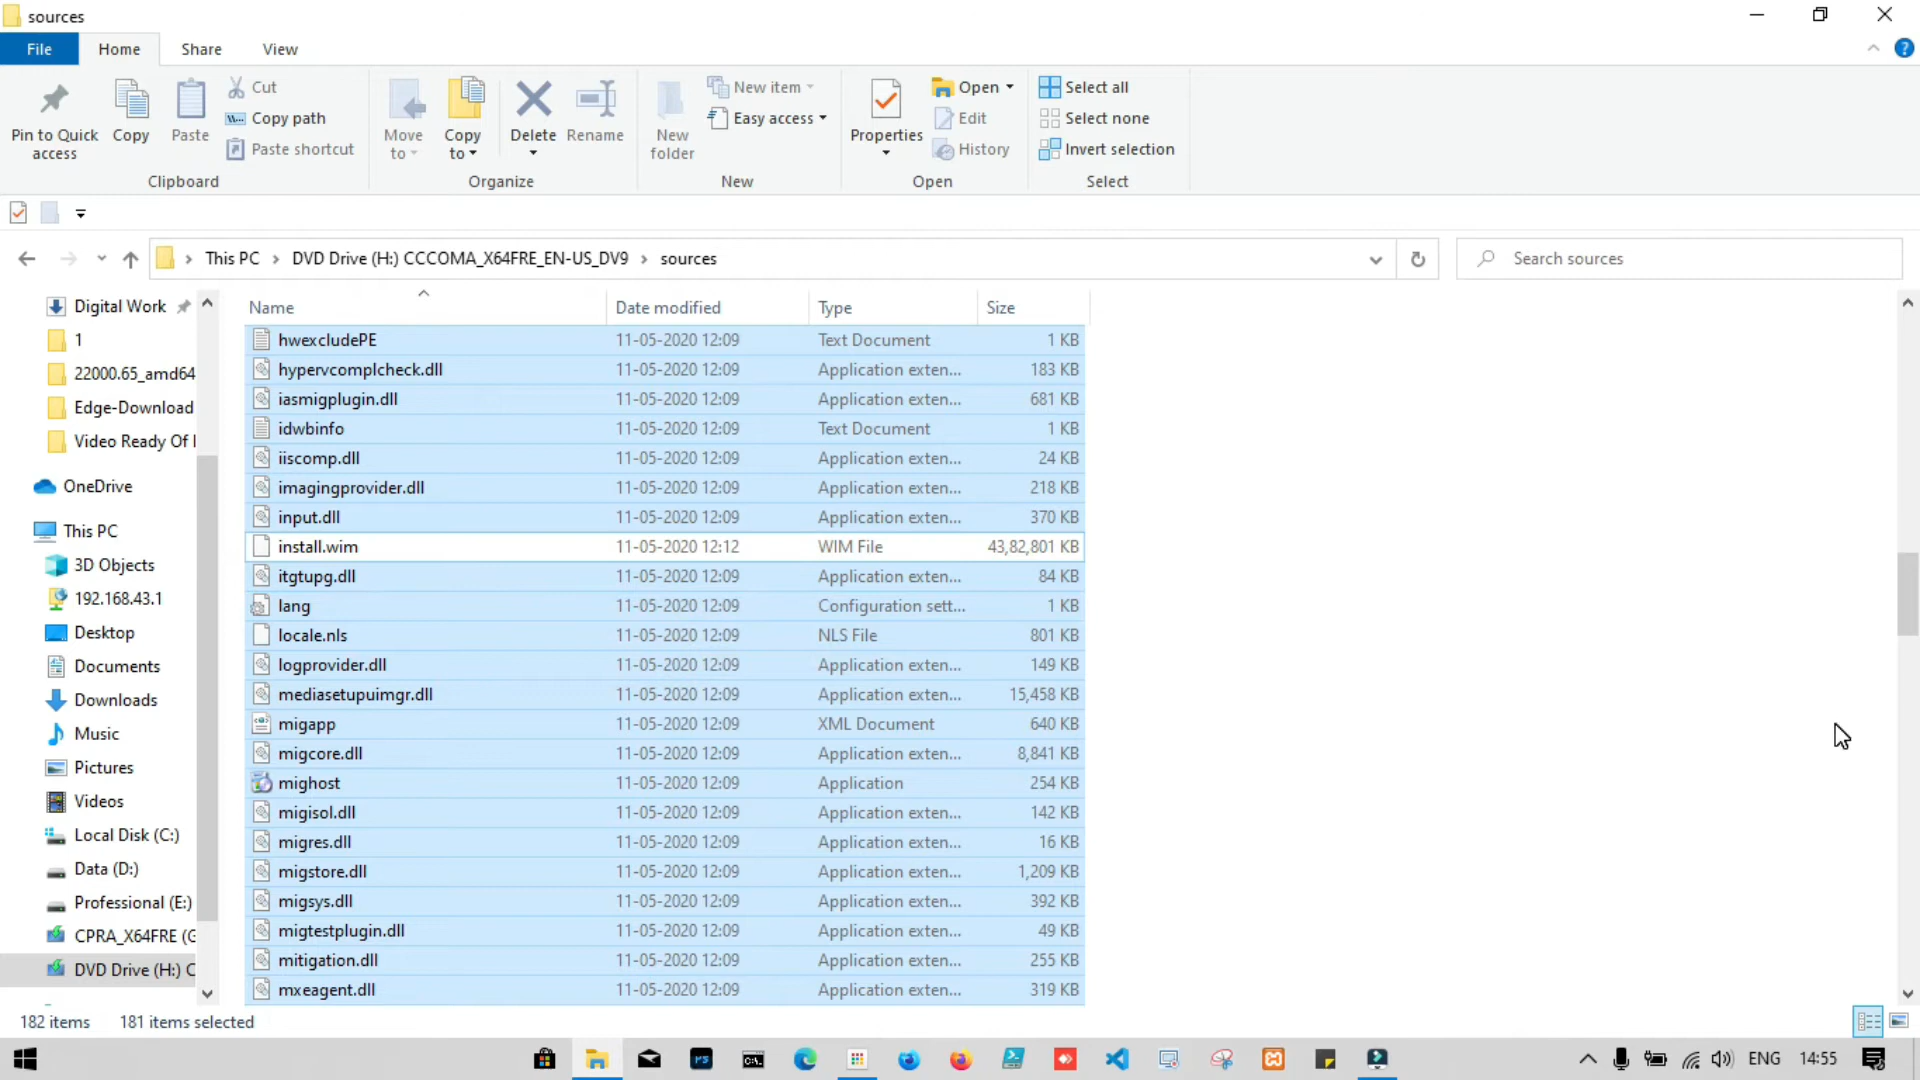 sources
File Home Share View
Pin to Quick access
Copy
Paste
Cut
Copy path
Paste shortcut
Clipboard
Move to
Copy to
Delete
Rename
Organize
New folder
New item
Easy access
New
Properties
Open
Edit
History
Open
Select all
Select none
Invert selection
Select
This PC > DVD Drive (H:) CCCOMA_X64FRE_EN-US_DV9 > sources
Search sources
Digital Work
1
22000.65_amd64
Edge-Download
Video Ready Of
OneDrive
This PC
3D Objects
192.168.43.1
Desktop
Documents
Downloads
Music
Pictures
Videos
Local Disk (C:)
Data (D:)
Professional (E:)
CPRA_X64FRE (G
DVD Drive (H:) C
Name Date modified Type Size
hwexcludePE 11-05-2020 12:09 Text Document 1 KB
hypervcomplcheck.dll 11-05-2020 12:09 Application exten... 183 KB
iasmigplugin.dll 11-05-2020 12:09 Application exten... 681 KB
idwbinfo 11-05-2020 12:09 Text Document 1 KB
iiscomp.dll 11-05-2020 12:09 Application exten... 24 KB
imagingprovider.dll 11-05-2020 12:09 Application exten... 218 KB
input.dll 11-05-2020 12:09 Application exten... 370 KB
install.wim 11-05-2020 12:12 WIM File 43,82,801 KB
itgtupg.dll 11-05-2020 12:09 Application exten... 84 KB
lang 11-05-2020 12:09 Configuration sett... 1 KB
locale.nls 11-05-2020 12:09 NLS File 801 KB
logprovider.dll 11-05-2020 12:09 Application exten... 149 KB
mediasetupuimgr.dll 11-05-2020 12:09 Application exten... 15,458 KB
migapp 11-05-2020 12:09 XML Document 640 KB
migcore.dll 11-05-2020 12:09 Application exten... 8,841 KB
mighost 11-05-2020 12:09 Application 254 KB
migisol.dll 11-05-2020 12:09 Application exten... 142 KB
migres.dll 11-05-2020 12:09 Application exten... 16 KB
migstore.dll 11-05-2020 12:09 Application exten... 1,209 KB
migsys.dll 11-05-2020 12:09 Application exten... 392 KB
migtestplugin.dll 11-05-2020 12:09 Application exten... 49 KB
mitigation.dll 11-05-2020 12:09 Application exten... 255 KB
mxeagent.dll 11-05-2020 12:09 Application exten... 319 KB
182 items 181 items selected
ENG 14:55